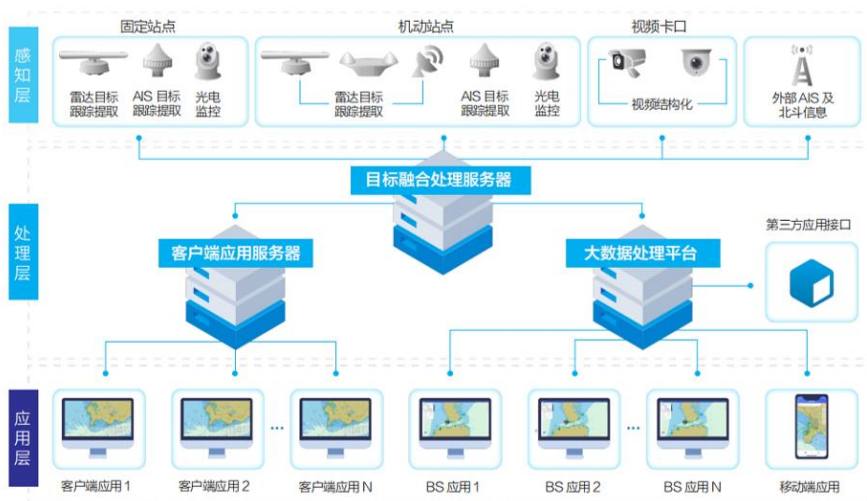 固定站点
机动站点
视频卡口
感知层
雷达目标
跟踪提取
AIS 目标
跟踪提取
光电
监控
雷达目标
跟踪提取
AIS 目标
跟踪提取
光电
监控
视频结构化
外部 AIS 及
北斗信息
目标融合处理服务器
处理层
客户端应用服务器
大数据处理平台
第三方应用接口
应用层
客户端应用 1
客户端应用 2
...
客户端应用 N
BS 应用 1
BS 应用 2
...
BS 应用 N
移动端应用